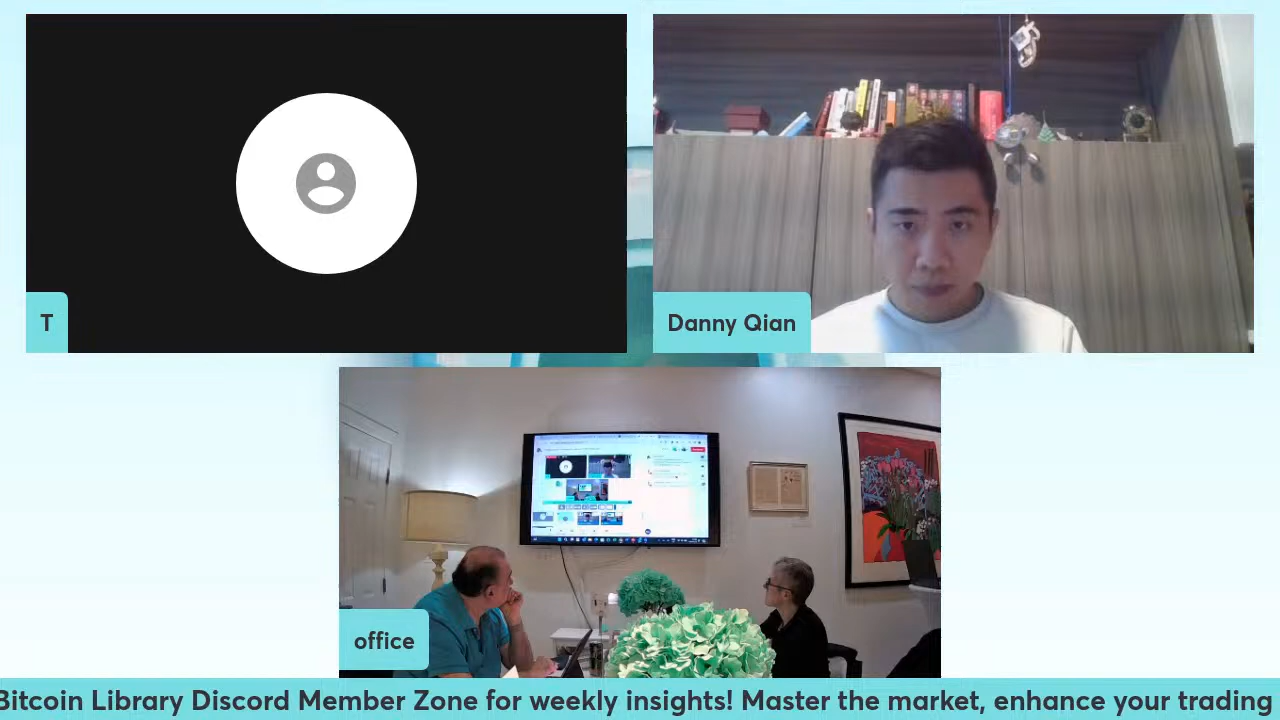 T
Danny Qian
office
Bitcoin Library Discord Member Zone for weekly insights! Master the market, enhance your trading